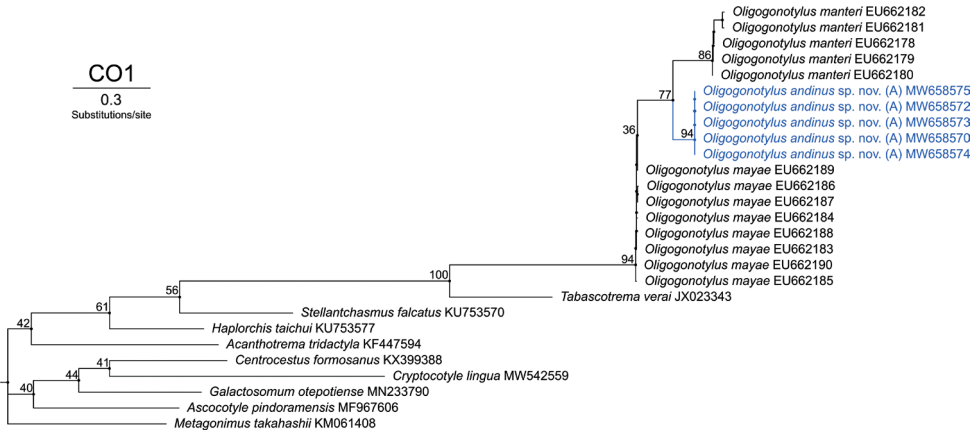 Oligogonotylus manteri EU662182
Oligogonotylus manteri EU662181
Oligogonotylus manteri EU662178
86
Oligogonotylus manteri EU662179
Oligogonotylus manteri EU662180
CO1
0.3
Substitutions/site
77
Oligogonotylus andinus sp. nov. (A) MW658575
Oligogonotylus andinus sp. nov. (A) MW658572
Oligogonotylus andinus sp. nov. (A) MW658573
36
94
Oligogonotylus andinus sp. nov. (A) MW658570
Oligogonotylus andinus sp. nov. (A) MW658574
Oligogonotylus mayae EU662189
Oligogonotylus mayae EU662186
Oligogonotylus mayae EU662187
Oligogonotylus mayae EU662184
Oligogonotylus mayae EU662188
Oligogonotylus mayae EU662183
94
Oligogonotylus mayae EU662190
Oligogonotylus mayae EU662185
100
Tabascotrema verai JX023343
56
Stellantchasmus falcatus KU753570
61
Haplorchis taichui KU753577
42
Acanthotrema tridactyla KF447594
Centrocestus formosanus KX399388
41
Cryptocotyle lingua MW542559
44
Galactosomum otepotiense MN233790
40
Ascocotyle pindoramensis MF967606
Metagonimus takahashii KM061408